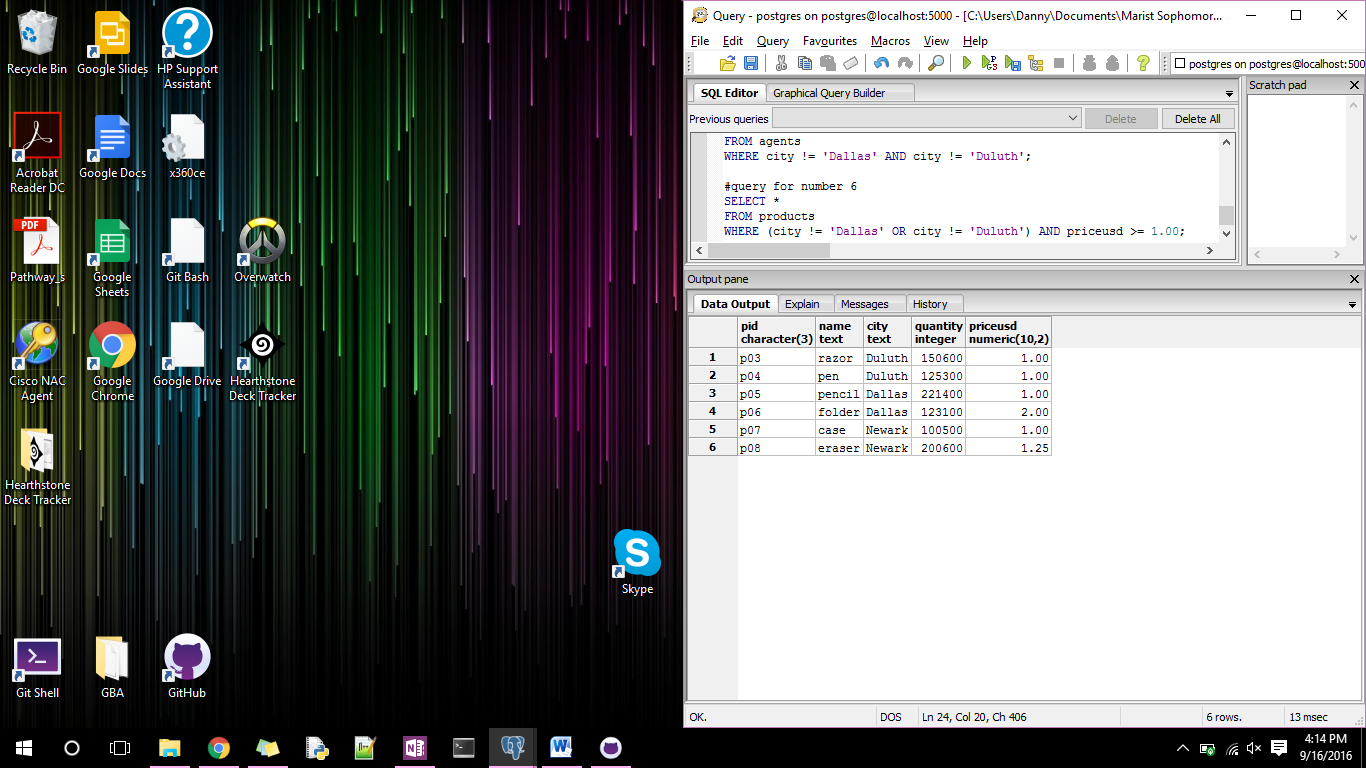 Recycle Bin
Google Slides
HP Support
Assistant
Acrobat
Reader DC
Google Docs
x360ce
PDF
Pathway_s
Google
Sheets
Git Bash
Overwatch
Cisco NAC
Agent
Google
Chrome
Google Drive
Hearthstone
Deck Tracker
Hearthstone
Deck Tracker
Skype
Git Shell
GBA
GitHub
Query - postgres on postgres@localhost:5000 - [C:\Users\Danny\Documents\Marist Sophomor...
File Edit Query Favourites Macros View Help
postgres on postgres@localhost:500
SQL Editor Graphical Query Builder
Scratch pad
Previous queries Delete Delete All
FROM agents
WHERE city != 'Dallas' AND city != 'Duluth';
#query for number 6
SELECT *
FROM products
WHERE (city != 'Dallas' OR city != 'Duluth') AND priceusd >= 1.00;
Output pane
Data Output Explain Messages History
pid name city quantity priceusd
character(3) text text integer numeric(10,2)
1 p03 razor Duluth 150600 1.00
2 p04 pen Duluth 125300 1.00
3 p05 pencil Dallas 221400 1.00
4 p06 folder Dallas 123100 2.00
5 p07 case Newark 100500 1.00
6 p08 eraser Newark 200600 1.25
OK. DOS Ln 24, Col 20, Ch 406 6 rows. 13 msec
4:14 PM
9/16/2016